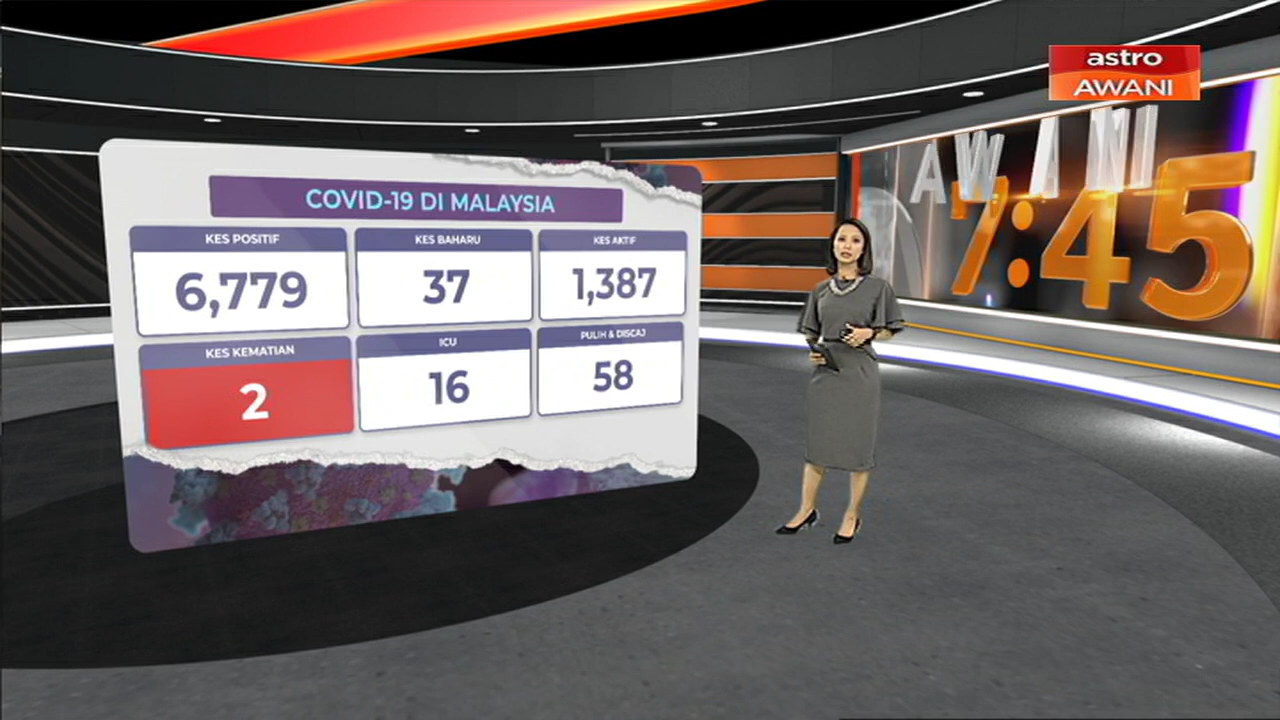 astro
AWANI
AWANI
7:45
COVID-19 DI MALAYSIA
KES POSITIF
6,779
KES BAHARU
37
KES AKTIF
1,387
KES KEMATIAN
2
ICU
16
PULIH & DISCAJ
58